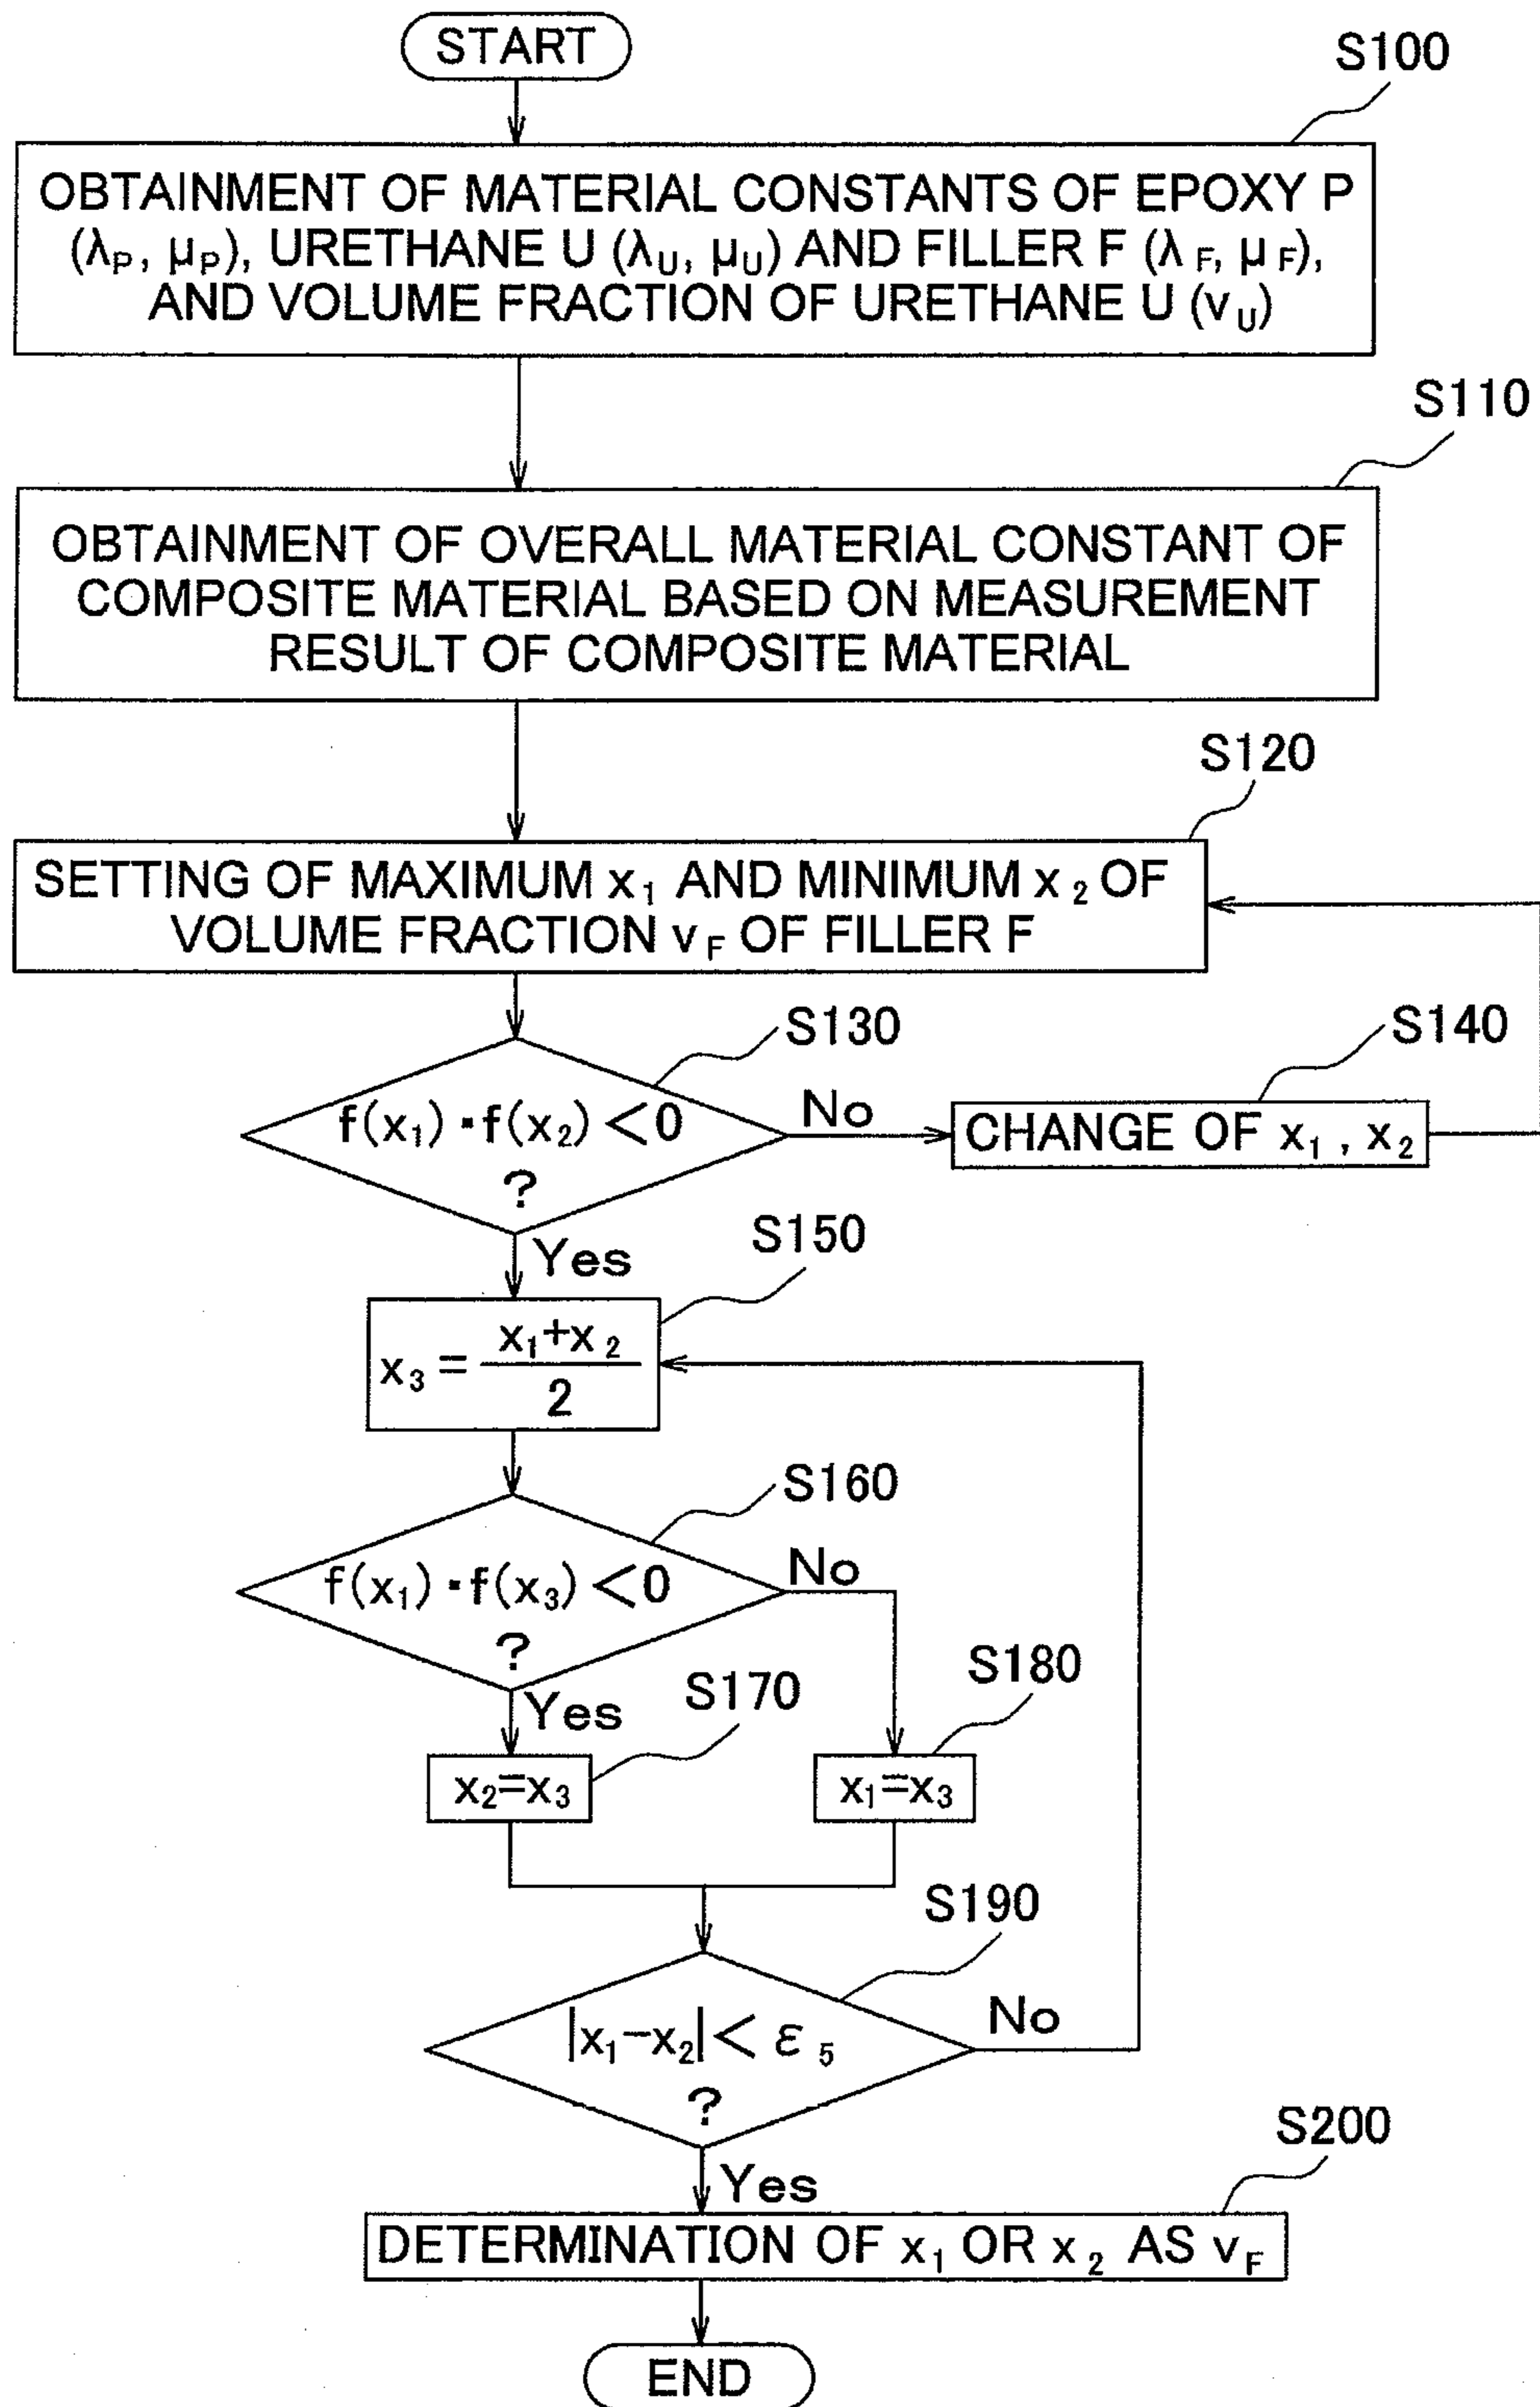 START
S100
OBTAINMENT OF MATERIAL CONSTANTS OF EPOXY P
(λP, μP), URETHANE U (λU, μU) AND FILLER F (λF, μF),
AND VOLUME FRACTION OF URETHANE U (vU)
S110
OBTAINMENT OF OVERALL MATERIAL CONSTANT OF
COMPOSITE MATERIAL BASED ON MEASUREMENT
RESULT OF COMPOSITE MATERIAL
S120
SETTING OF MAXIMUM x1 AND MINIMUM x2 OF
VOLUME FRACTION vF OF FILLER F
S130
f(x1)・f(x2)<0
?
No
S140
CHANGE OF x1, x2
Yes
S150
x3 = x1+x2
2
S160
f(x1)・f(x3)<0
?
No
Yes
S170
x2=x3
S180
x1=x3
S190
|x1−x2|< ε5
?
No
Yes
S200
DETERMINATION OF x1 OR x2 AS vF
END